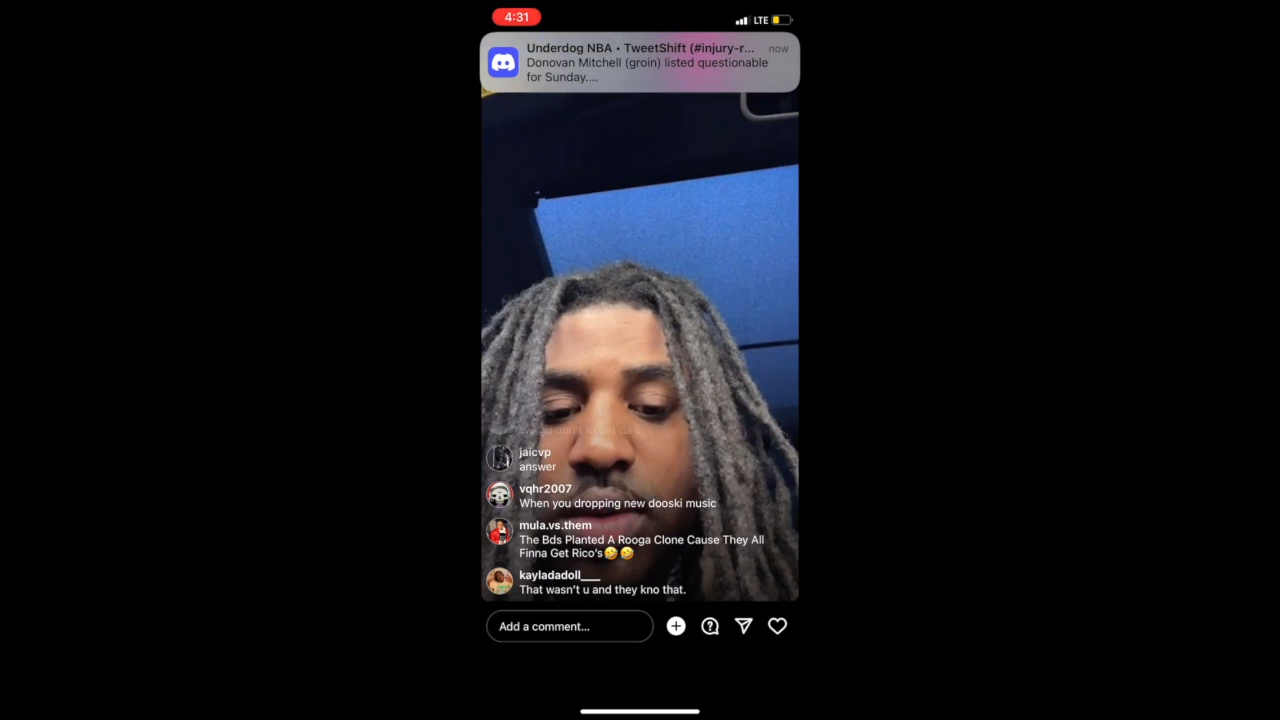 4:31
LTE
Underdog NBA • TweetShift (#injury-r...
now
Donovan Mitchell (groin) listed questionable
for Sunday....
jaicvp
answer
vqhr2007
When you dropping new dooski music
mula.vs.them
The Bds Planted A Rooga Clone Cause They All
Finna Get Rico's🤣🤣
kayladadoll___
That wasn't u and they kno that.
Add a comment...